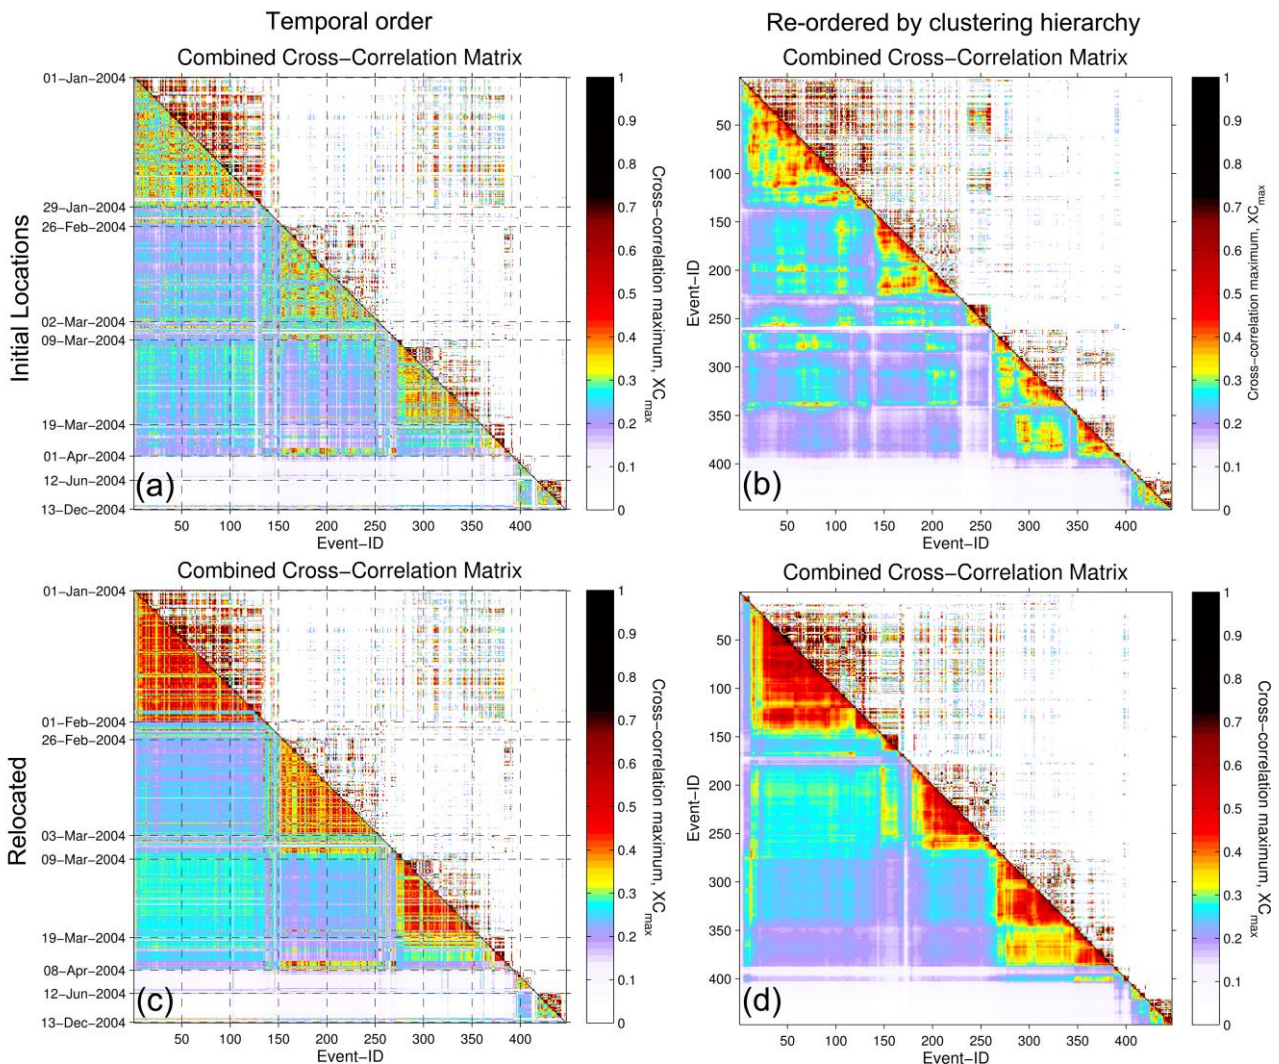 Temporal order
Re-ordered by clustering hierarchy
Initial Locations
Combined Cross-Correlation Matrix
01-Jan-2004
29-Jan-2004
26-Feb-2004
02-Mar-2004
09-Mar-2004
19-Mar-2004
01-Apr-2004
12-Jun-2004
13-Dec-2004
(a)
50 100 150 200 250 300 350 400
Event-ID
1
0.9
0.8
0.7
0.6
0.5
0.4
0.3
0.2
0.1
0
Cross-correlation maximum, XCmax
Combined Cross-Correlation Matrix
Event-ID
50
100
150
200
250
300
350
400
(b)
50 100 150 200 250 300 350 400
Event-ID
1
0.9
0.8
0.7
0.6
0.5
0.4
0.3
0.2
0.1
0
Cross-correlation maximum, XCmax
Relocated
Combined Cross-Correlation Matrix
01-Jan-2004
01-Feb-2004
26-Feb-2004
03-Mar-2004
09-Mar-2004
19-Mar-2004
08-Apr-2004
12-Jun-2004
13-Dec-2004
(c)
50 100 150 200 250 300 350 400
Event-ID
1
0.9
0.8
0.7
0.6
0.5
0.4
0.3
0.2
0.1
0
Cross-correlation maximum, XCmax
Combined Cross-Correlation Matrix
Event-ID
50
100
150
200
250
300
350
400
(d)
50 100 150 200 250 300 350 400
Event-ID
1
0.9
0.8
0.7
0.6
0.5
0.4
0.3
0.2
0.1
0
Cross-correlation maximum, XCmax